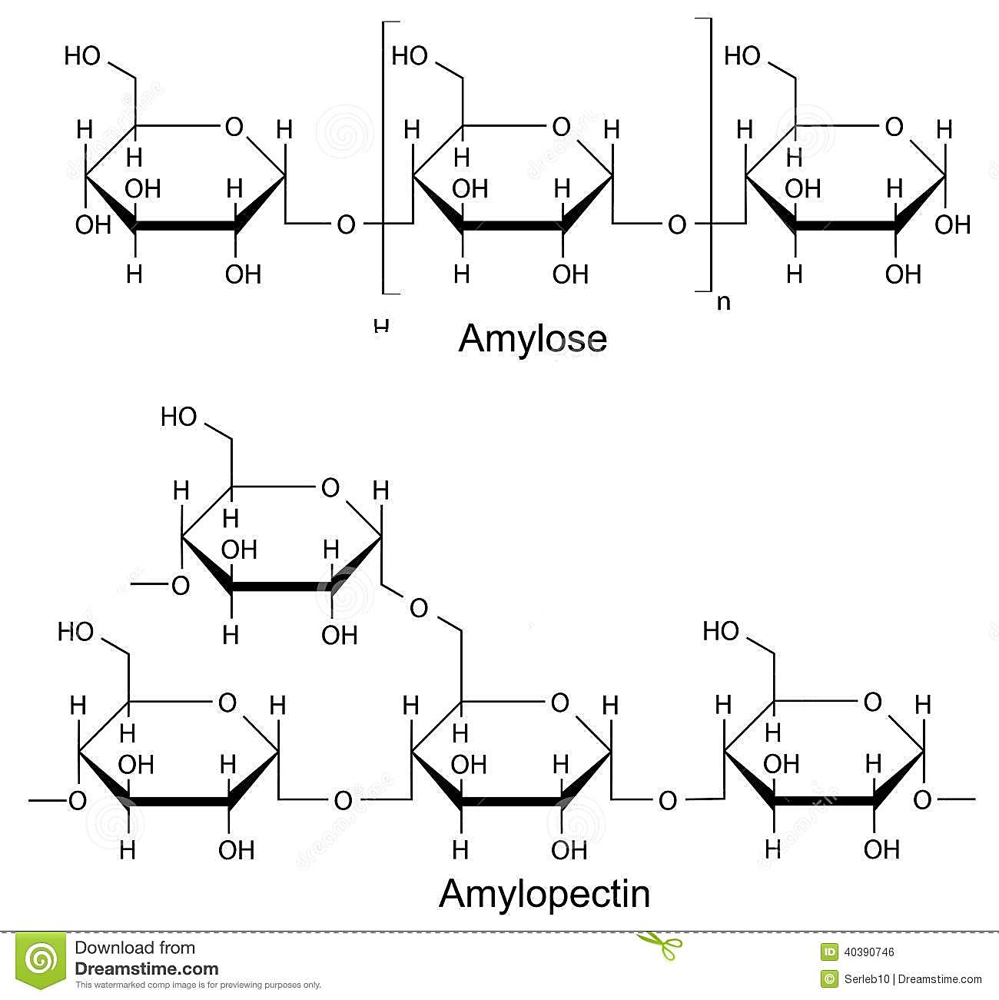 HO HO HO
H O H H O H H O H
H H H
OH H OH H OH H
OH O O OH
H OH H OH H OH
n
H
Amylose
HO
H O H
H
OH H
O
O
H OH
HO HO
H O H H O H H O H
H H H
OH H OH H OH H
O O O O
H OH H OH H OH
Amylopectin
Download from
Dreamstime.com
This watermarked comp image is for previewing purposes only.
ID 40390746
© Serleb10 | Dreamstime.com